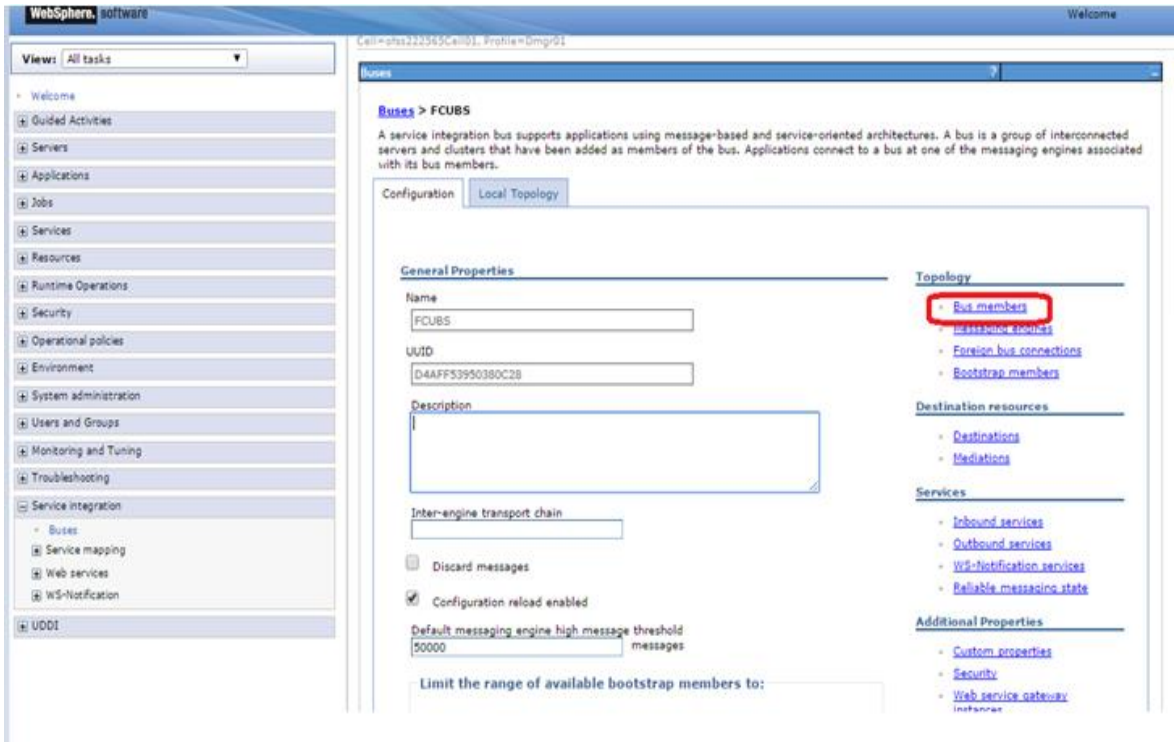 WebSphere. software
Welcome
View: All tasks
Cell=ofss222565Cell01, Profile=Dmgr01
Welcome
Guided Activities
Servers
Applications
Jobs
Services
Resources
Runtime Operations
Security
Operational policies
Environment
System administration
Users and Groups
Monitoring and Tuning
Troubleshooting
Service integration
Buses
Service mapping
Web services
WS-Notification
UDDI
Buses
?
Buses > FCUBS
A service integration bus supports applications using message-based and service-oriented architectures. A bus is a group of interconnected
servers and clusters that have been added as members of the bus. Applications connect to a bus at one of the messaging engines associated
with its bus members.
Configuration
Local Topology
General Properties
Name
FCUBS
UUID
D4AFF53950380C28
Description
Inter-engine transport chain
Discard messages
Configuration reload enabled
Default messaging engine high message threshold
50000 messages
Limit the range of available bootstrap members to:
Topology
Bus members
Messaging engines
Foreign bus connections
Bootstrap members
Destination resources
Destinations
Mediations
Services
Inbound services
Outbound services
WS-Notification services
Reliable messaging state
Additional Properties
Custom properties
Security
Web service gateway
instances